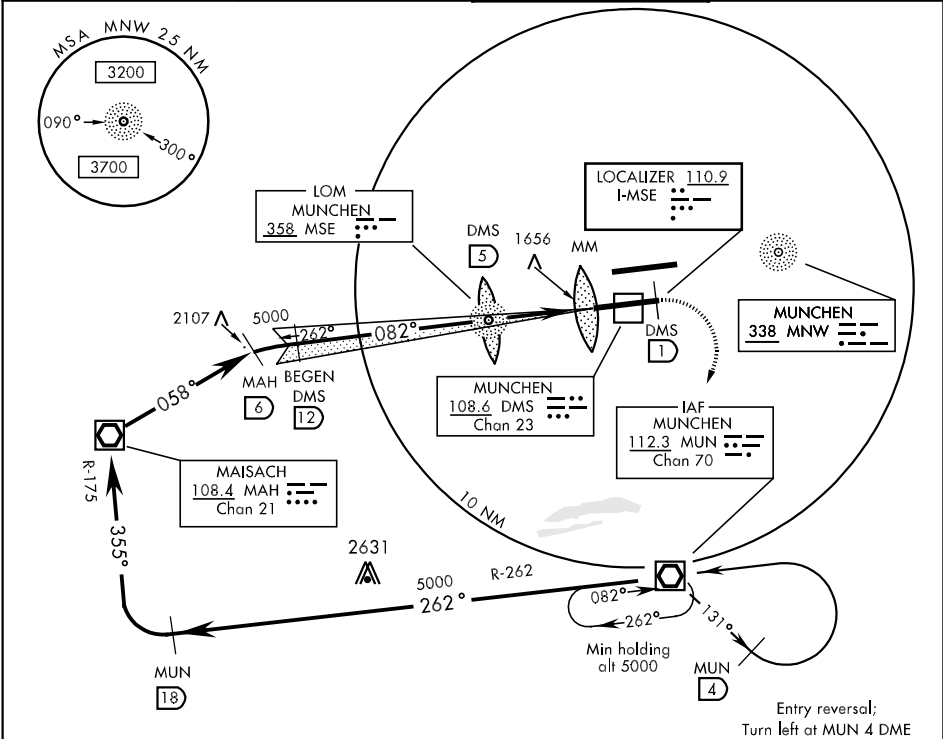 MSA MNW 25 NM
3200
090°
300°
3700
LOM
MUNCHEN
358 MSE
DMS
5
1656
MM
LOCALIZER 110.9
I-MSE
MUNCHEN
338 MNW
2107
5000
262°
082°
DMS
1
MAH
6
BEGEN
DMS
12
058°
MUNCHEN
108.6 DMS
Chan 23
IAF
MUNCHEN
112.3 MUN
Chan 70
R-175
MAISACH
108.4 MAH
Chan 21
355°
10 NM
2631
5000
R-262
262°
082°
262°
131°
Min holding
alt 5000
MUN
18
MUN
4
Entry reversal;
Turn left at MUN 4 DME